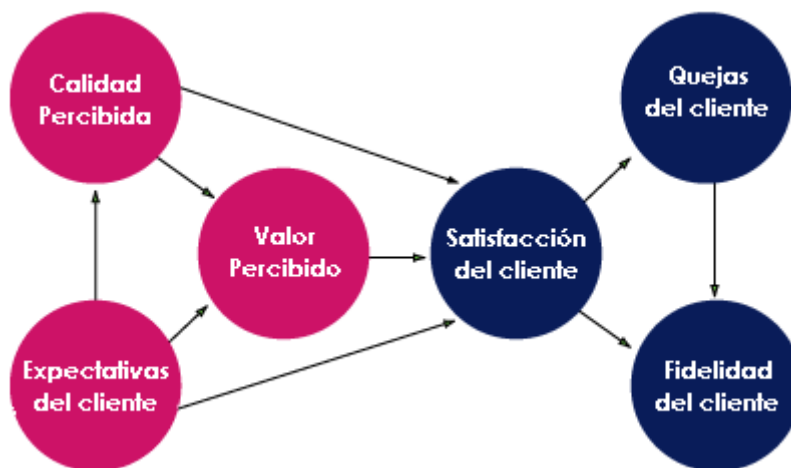 Calidad
Percibida
Quejas
del cliente
Valor
Percibido
Satisfacción
del cliente
Expectativas
del cliente
Fidelidad
del cliente